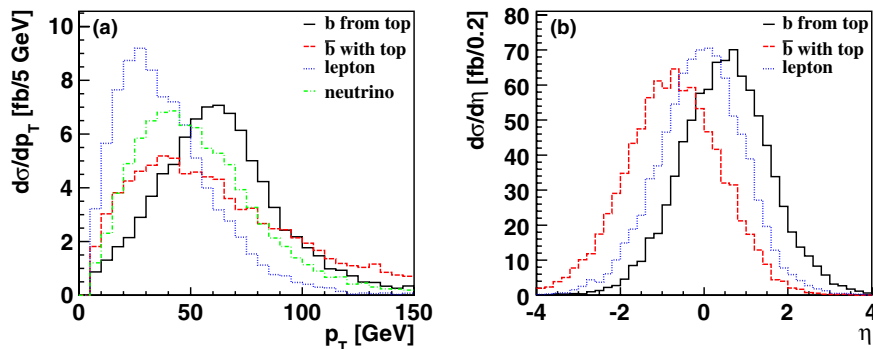 (a)
b from top
b̅ with top
lepton
neutrino
dσ/dp_T [fb/5 GeV]
10
8
6
4
2
0
0 50 100 150
p_T [GeV]
(b)
b from top
b̅ with top
lepton
dσ/dη [fb/0.2]
80
70
60
50
40
30
20
10
0
-4 -2 0 2 4
η